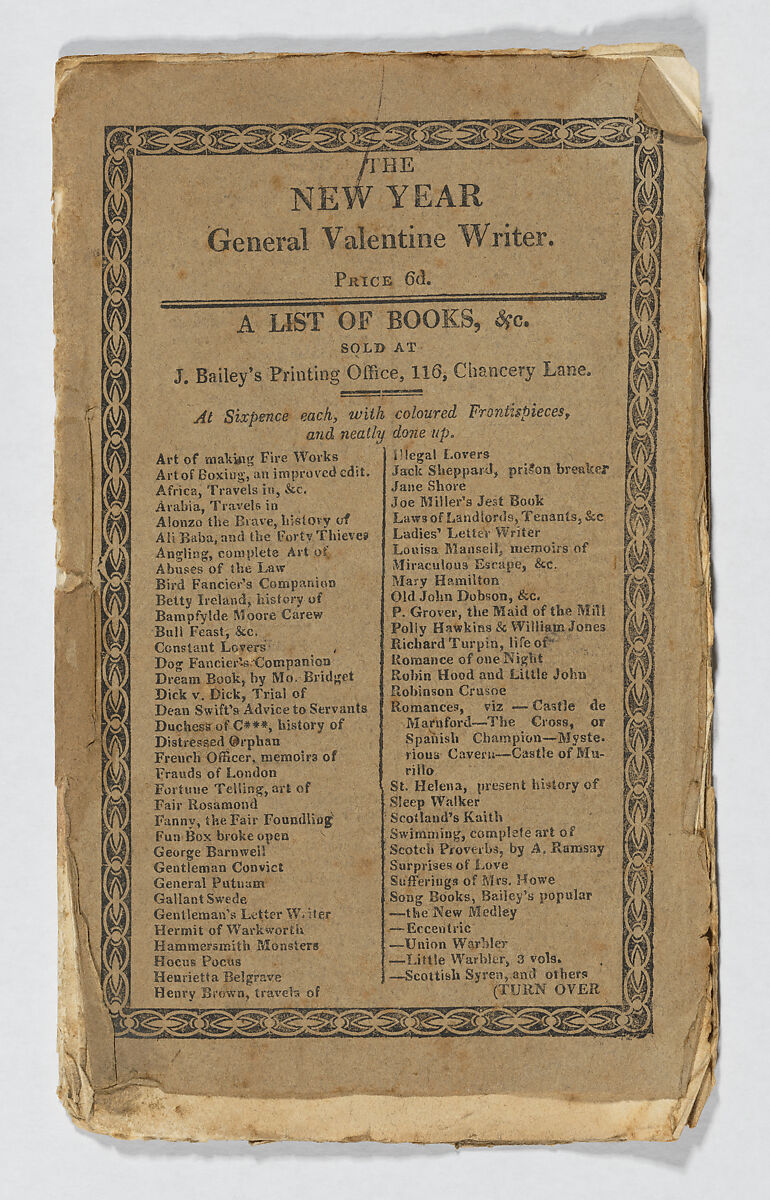 THE
NEW YEAR
General Valentine Writer.
PRICE 6d.
A LIST OF BOOKS, &c.
SOLD AT
J. Bailey's Printing Office, 116, Chancery Lane.
At Sixpence each, with coloured Frontispieces,
and neatly done up.
Art of making Fire Works
Art of Boxing, an improved edit.
Africa, Travels in, &c.
Arabia, Travels in
Alonzo the Brave, history of
Ali Baba, and the Forty Thieves
Angling, complete Art of
Abuses of the Law
Bird Fancier's Companion
Betty Ireland, history of
Bampfylde Moore Carew
Bull Feast, &c.
Constant Lovers
Dog Fancier's Companion
Dream Book, by Mo. Bridget
Dick v. Dick, Trial of
Dean Swift's Advice to Servants
Duchess of C***, history of
Distressed Orphan
French Officer, memoirs of
Frauds of London
Fortune Telling, art of
Fair Rosamond
Fanny, the Fair Foundling
Fun Box broke open
George Barnwell
Gentleman Convict
General Putnam
Gallant Swede
Gentleman's Letter Writer
Hermit of Warkworth
Hammersmith Monsters
Hocus Pocus
Henrietta Belgrave
Henry Brown, travels of
Illegal Lovers
Jack Sheppard, prison breaker
Jane Shore
Joe Miller's Jest Book
Laws of Landlords, Tenants, &c
Ladies' Letter Writer
Louisa Mansell, memoirs of
Miraculous Escape, &c.
Mary Hamilton
Old John Dobson, &c.
P. Grover, the Maid of the Mill
Polly Hawkins & William Jones
Richard Turpin, life of
Romance of one Night
Robin Hood and Little John
Robinson Crusoe
Romances, viz — Castle de
Marnford—The Cross, or
Spanish Champion—Myste-
rious Cavern—Castle of Mu-
rillo
St. Helena, present history of
Sleep Walker
Scotland's Kaith
Swimming, complete art of
Scotch Proverbs, by A. Ramsay
Surprises of Love
Sufferings of Mrs. Howe
Song Books, Bailey's popular
—the New Medley
—Eccentric
—Union Warbler
—Little Warbler, 3 vols.
—Scottish Syren, and others
(TURN OVER